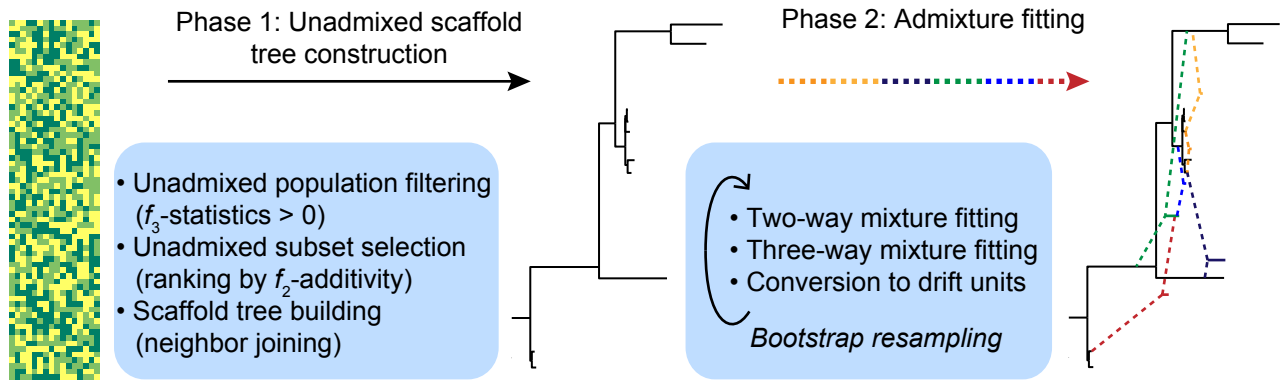 Phase 1: Unadmixed scaffold
tree construction
• Unadmixed population filtering
(f₃-statistics > 0)
• Unadmixed subset selection
(ranking by f₂-additivity)
• Scaffold tree building
(neighbor joining)
Phase 2: Admixture fitting
• Two-way mixture fitting
• Three-way mixture fitting
• Conversion to drift units
Bootstrap resampling